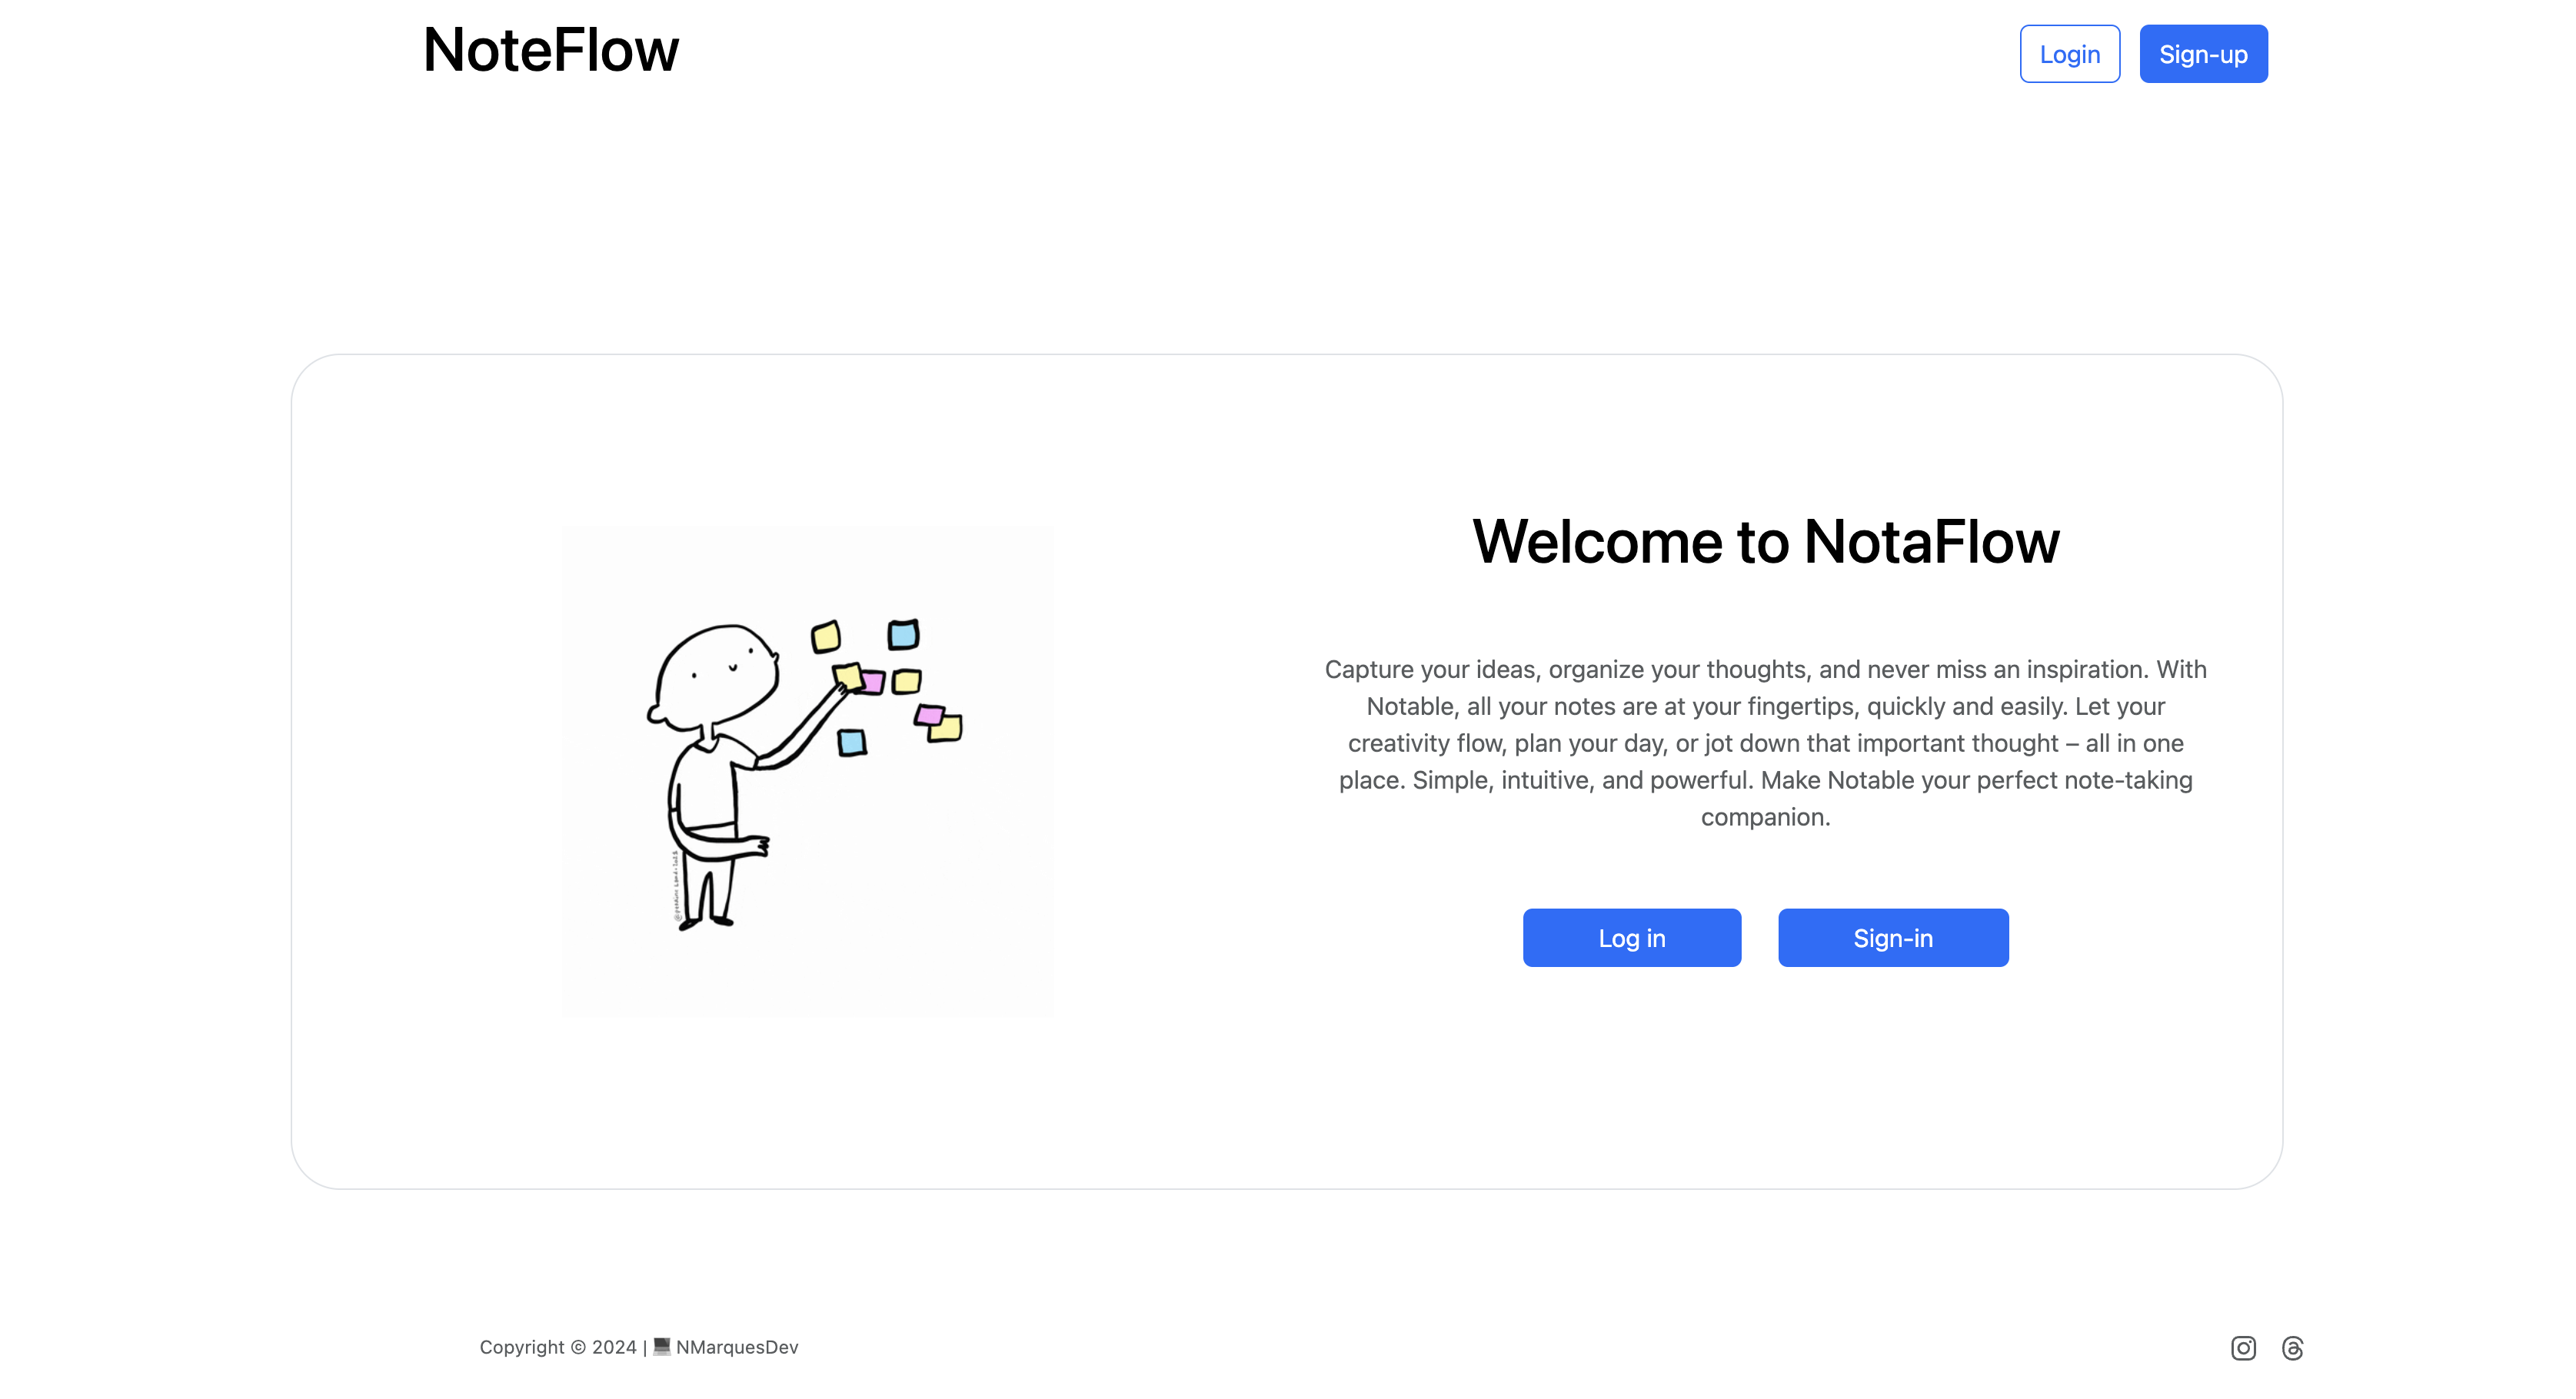 NoteFlow
Login
Sign-up
Welcome to NotaFlow
Capture your ideas, organize your thoughts, and never miss an inspiration. With
Notable, all your notes are at your fingertips, quickly and easily. Let your
creativity flow, plan your day, or jot down that important thought – all in one
place. Simple, intuitive, and powerful. Make Notable your perfect note-taking
companion.
Log in
Sign-in
Copyright © 2024 | 💻 NMarquesDev